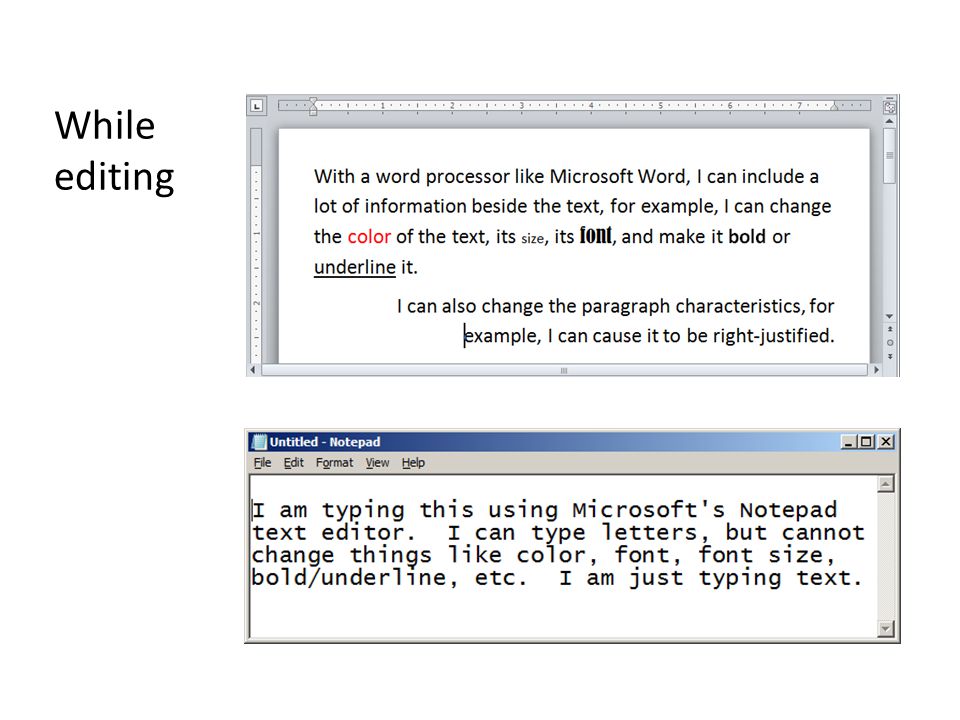 While
editing
1 2 3 4 5 6 7
With a word processor like Microsoft Word, I can include a
lot of information beside the text, for example, I can change
the color of the text, its size, its font, and make it bold or
underline it.
I can also change the paragraph characteristics, for
example, I can cause it to be right-justified.
1
2
Untitled - Notepad
File Edit Format View Help
I am typing this using Microsoft's Notepad
text editor.  I can type letters, but cannot
change things like color, font, font size,
bold/underline, etc.  I am just typing text.